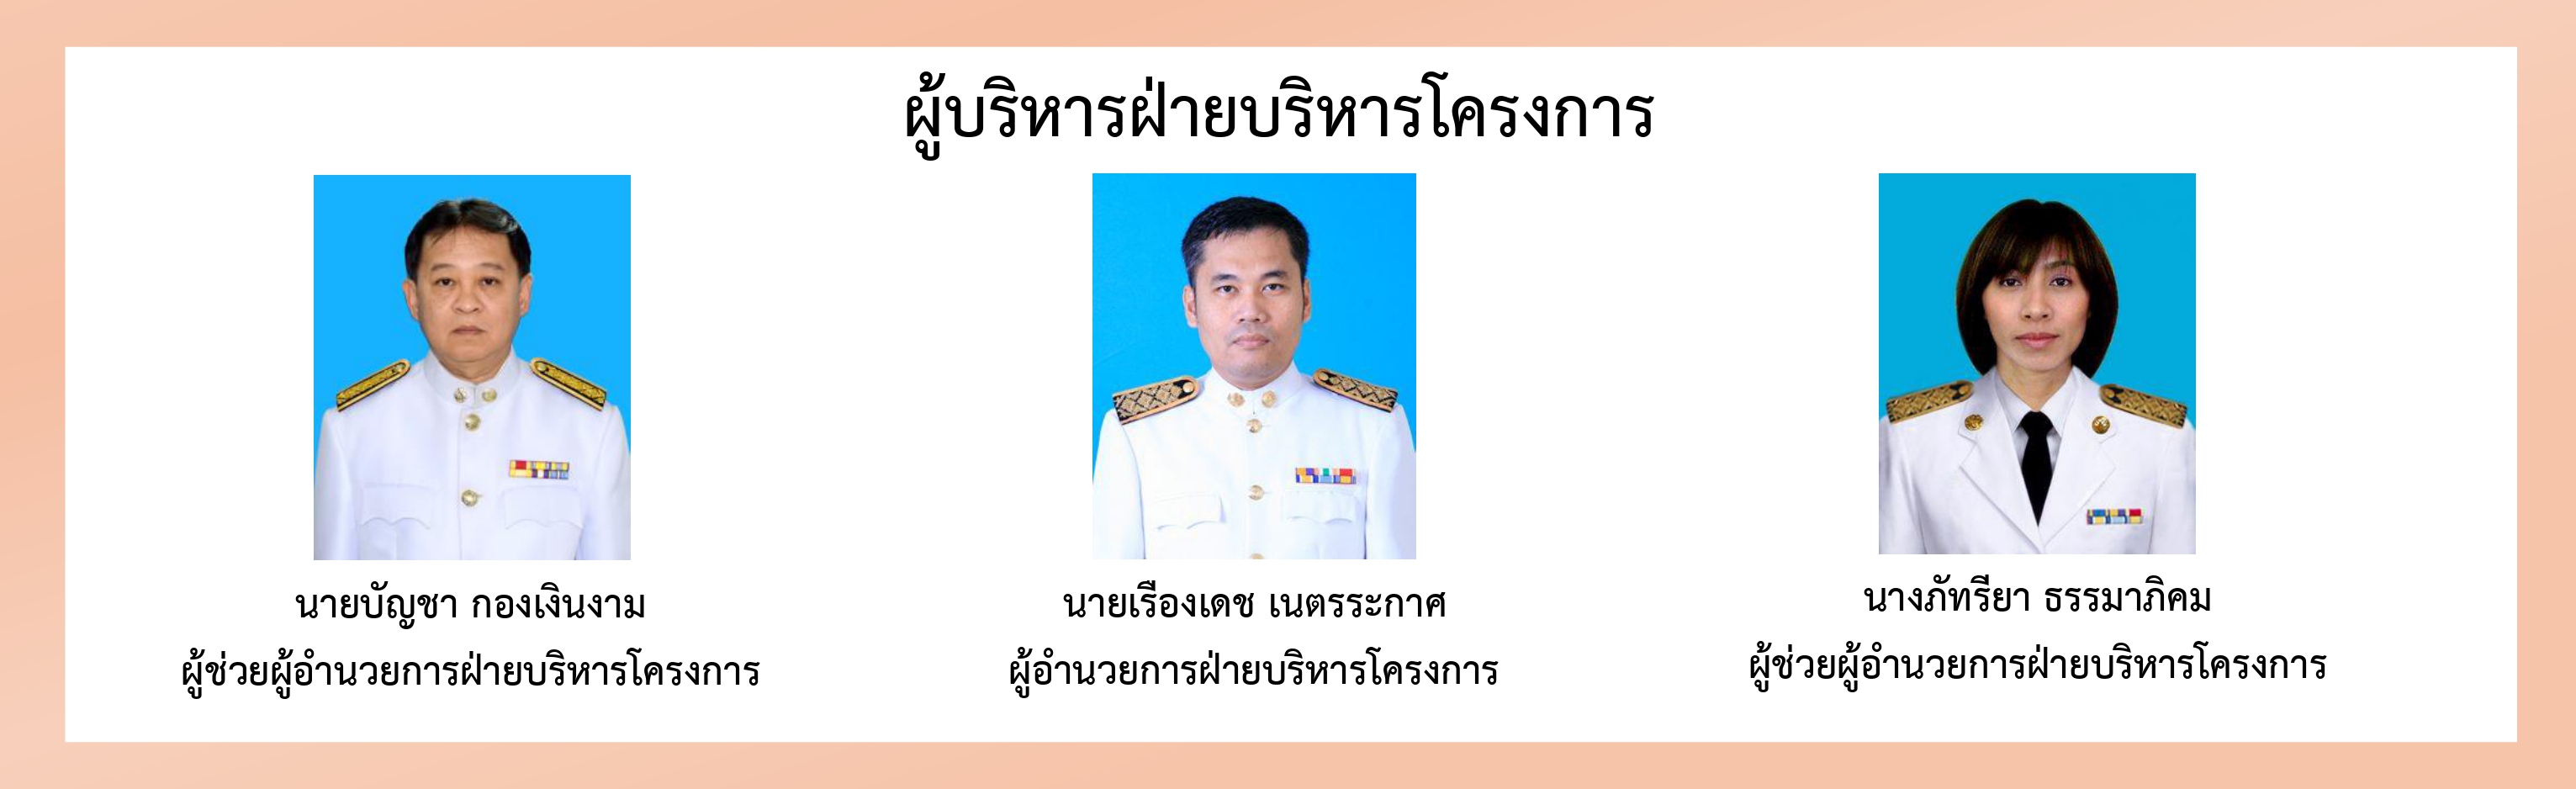 ผู้บริหารฝ่ายบริหารโครงการ
นายบัญชา กองเงินงาม
ผู้ช่วยผู้อำนวยการฝ่ายบริหารโครงการ
นายเรืองเดช เนตรระกาศ
ผู้อำนวยการฝ่ายบริหารโครงการ
นางภัทรียา ธรรมาภิคม
ผู้ช่วยผู้อำนวยการฝ่ายบริหารโครงการ